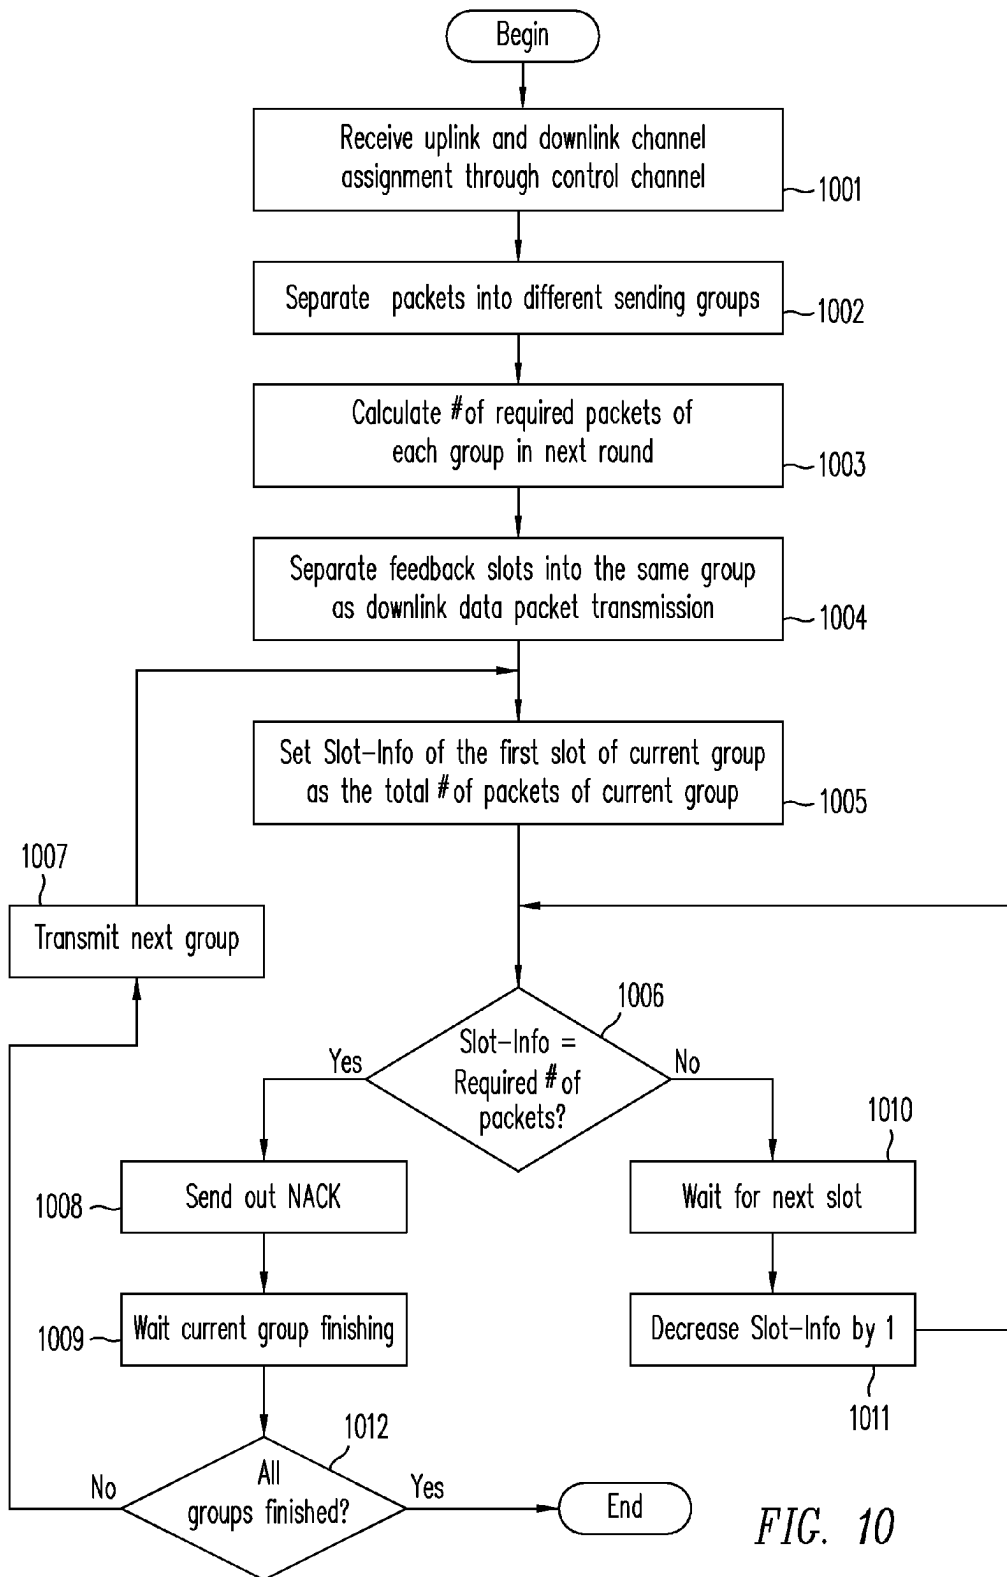 Begin
Receive uplink and downlink channel
assignment through control channel
1001
Separate packets into different sending groups
1002
Calculate # of required packets of
each group in next round
1003
Separate feedback slots into the same group
as downlink data packet transmission
1004
Set Slot-Info of the first slot of current group
as the total # of packets of current group
1005
1007
Transmit next group
1006
Slot-Info =
Required # of
packets?
Yes
No
1010
Send out NACK
1008
Wait for next slot
Wait current group finishing
1009
Decrease Slot-Info by 1
1011
1012
All
groups finished?
No
Yes
End
FIG. 10